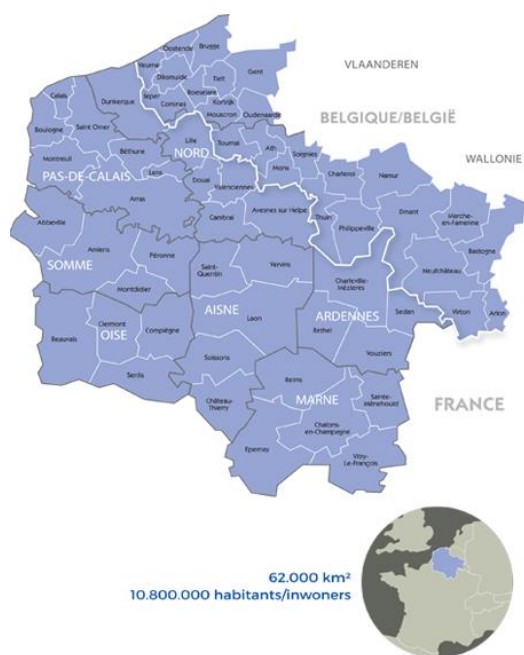 Oostende
Brugge
Veurne
VLAANDEREN
Diksmuide
Tielt
Gent
Calais
Dunkerque
Ieper
Roeselare
Kortrijk
Comines
Mouscron
Oudenaarde
BELGIQUE/BELGIË
Boulogne
Saint Omer
Lille
NORD
Tournai
Ath
Soignies
Mons
Charleroi
Namur
WALLONIE
Montreuil
Béthune
PAS-DE-CALAIS
Lens
Douai
Valenciennes
Arras
Cambrai
Avesnes sur Helpe
Thuin
Philippeville
Dinant
Marche-
en-Famenne
Bastogne
Neufchâteau
Abbeville
Amiens
Péronne
SOMME
Montdidier
Saint-
Quentin
Vervins
AISNE
Laon
Charleville-
Mézières
ARDENNES
Sedan
Virton
Arlon
Rethel
Vouziers
Beauvais
Clermont
OISE
Compiègne
Senlis
Soissons
Château-
Thierry
Reims
MARNE
Sainte-
Ménehould
FRANCE
Chalons-
en-Champagne
Epernay
Vitry-
Le-François
62.000 km²
10.800.000 habitants/inwoners